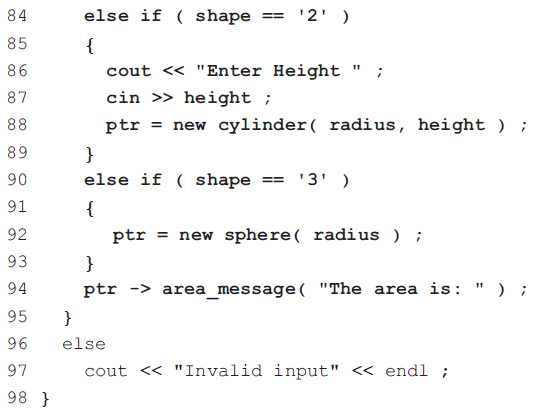 84 else if ( shape == '2' )
85 {
86 cout << "Enter Height " ;
87 cin >> height ;
88 ptr = new cylinder( radius, height ) ;
89 }
90 else if ( shape == '3' )
91 {
92 ptr = new sphere( radius ) ;
93 }
94 ptr -> area_message( "The area is: " ) ;
95 }
96 else
97 cout << "Invalid input" << endl ;
98 }